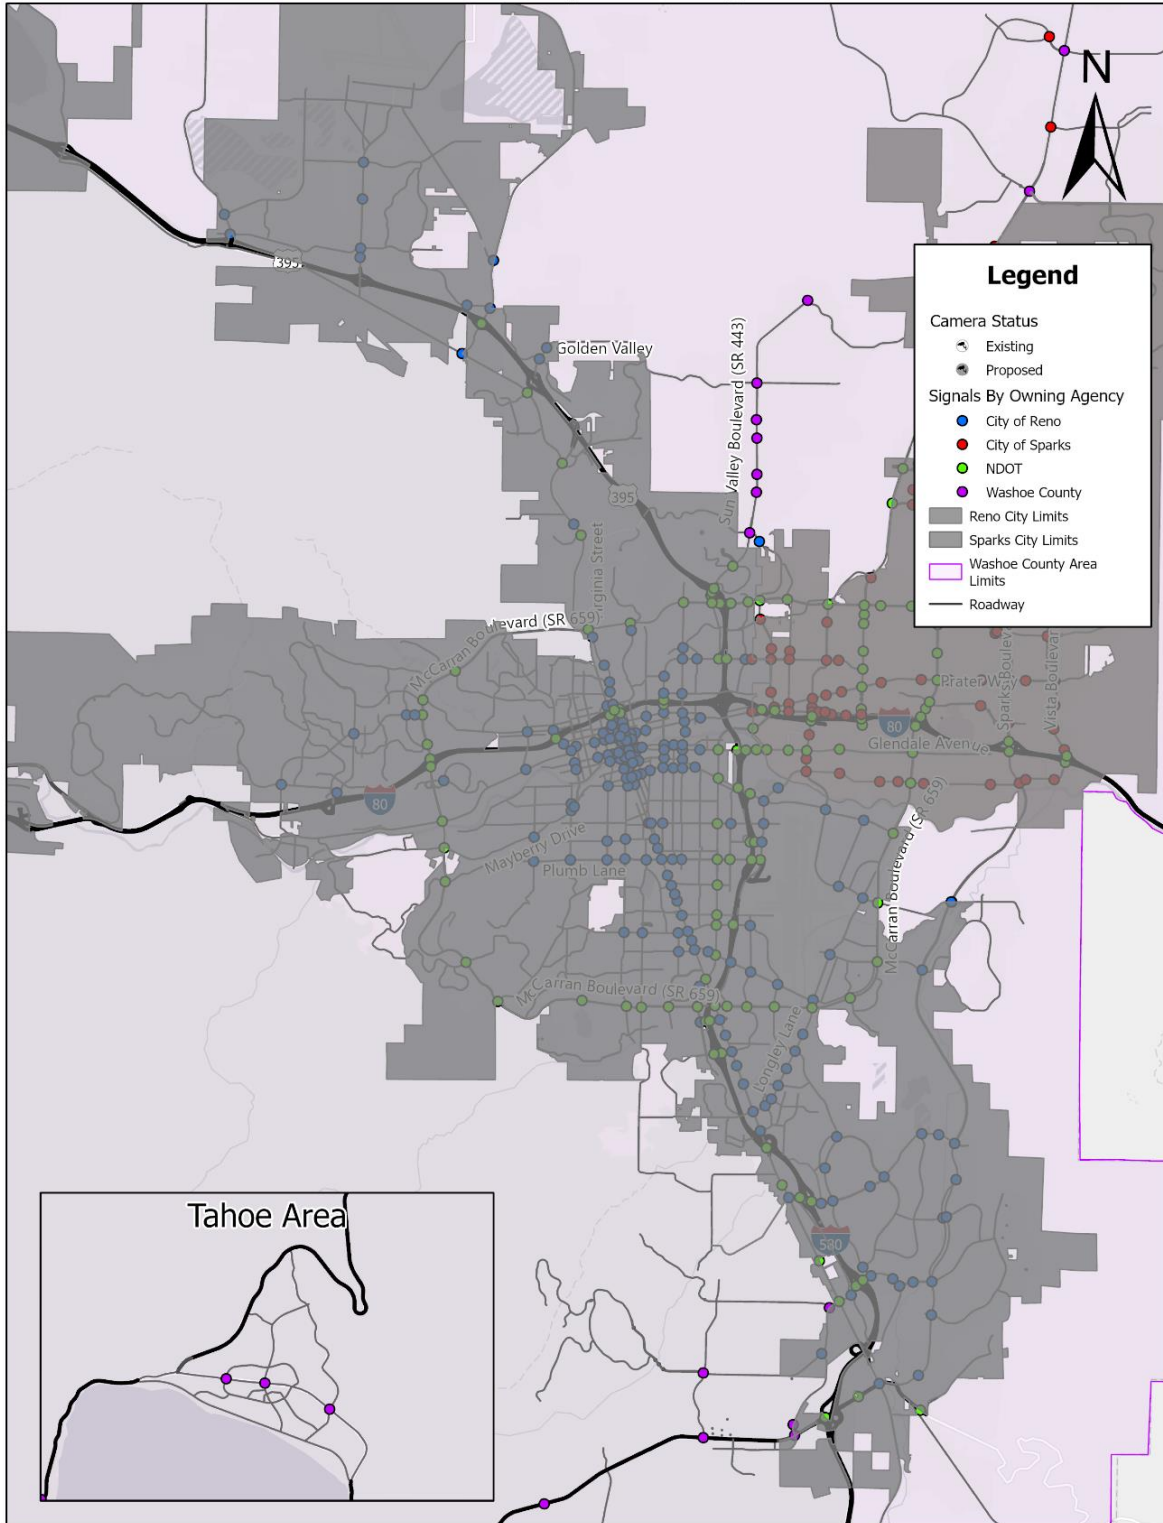 N
Legend
Camera Status
Existing
Proposed
Signals By Owning Agency
City of Reno
City of Sparks
NDOT
Washoe County
Reno City Limits
Sparks City Limits
Washoe County Area
Limits
Roadway
395
Golden Valley
Sun Valley Boulevard (SR 443)
395
Virginia Street
McCarran Boulevard (SR 659)
Prater Way
Sparks Boulevard
Vista Boulevard
80
Glendale Avenue
80
Mayberry Drive
Plumb Lane
McCarran Boulevard (SR 659)
McCarran Boulevard (SR 659)
Longley Lane
580
Tahoe Area